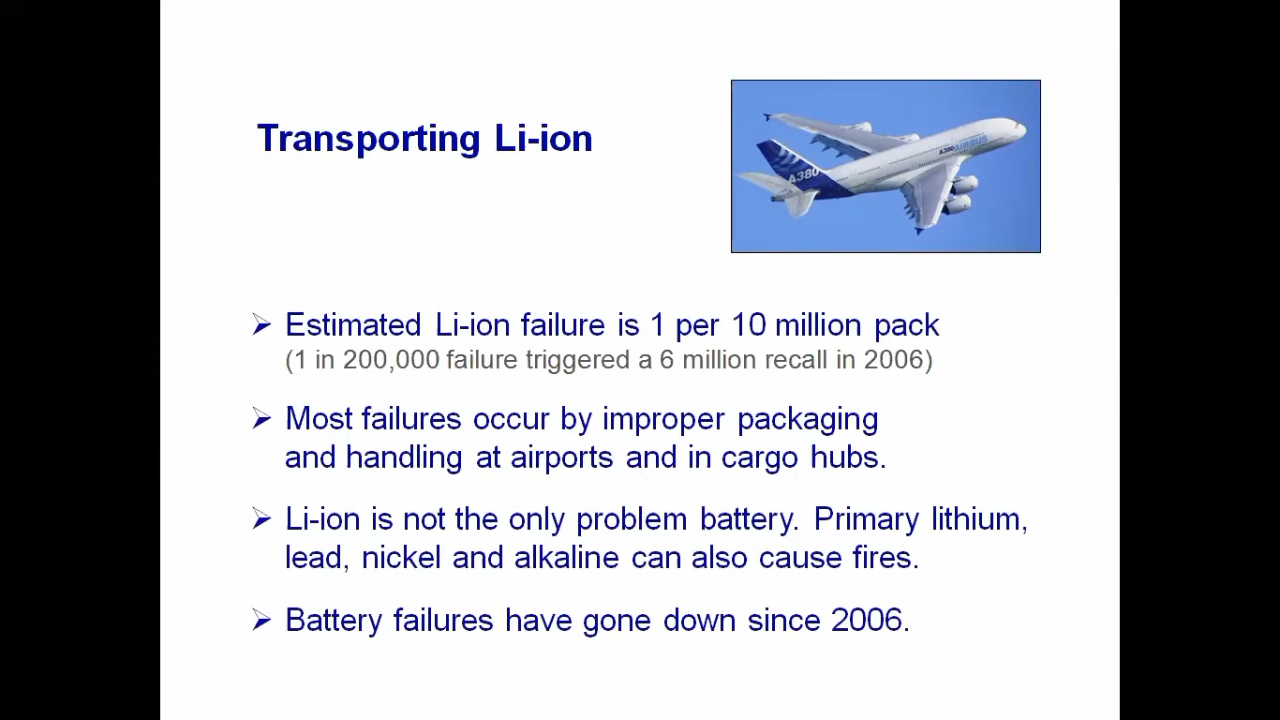 Transporting Li-ion
A380
A380 AIRBUS
➢ Estimated Li-ion failure is 1 per 10 million pack
(1 in 200,000 failure triggered a 6 million recall in 2006)
➢ Most failures occur by improper packaging
and handling at airports and in cargo hubs.
➢ Li-ion is not the only problem battery. Primary lithium,
lead, nickel and alkaline can also cause fires.
➢ Battery failures have gone down since 2006.